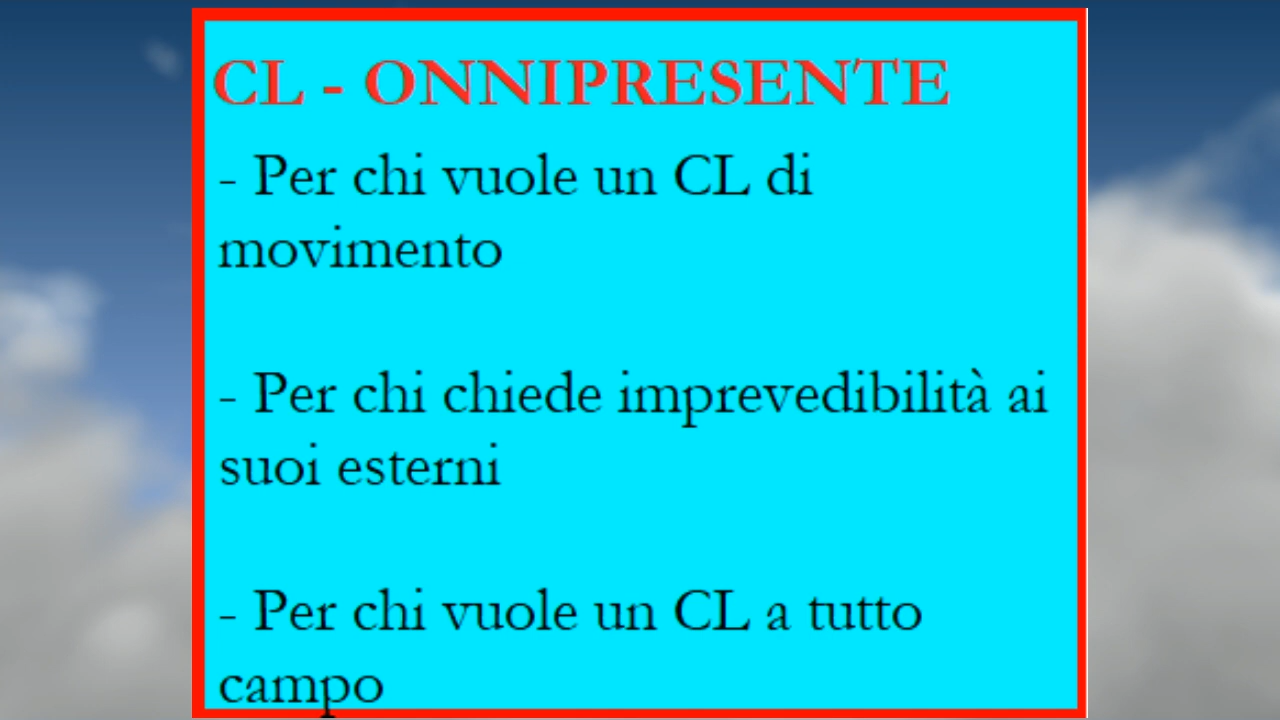 CL - ONNIPRESENTE
- Per chi vuole un CL di
movimento
- Per chi chiede imprevedibilità ai
suoi esterni
- Per chi vuole un CL a tutto
campo